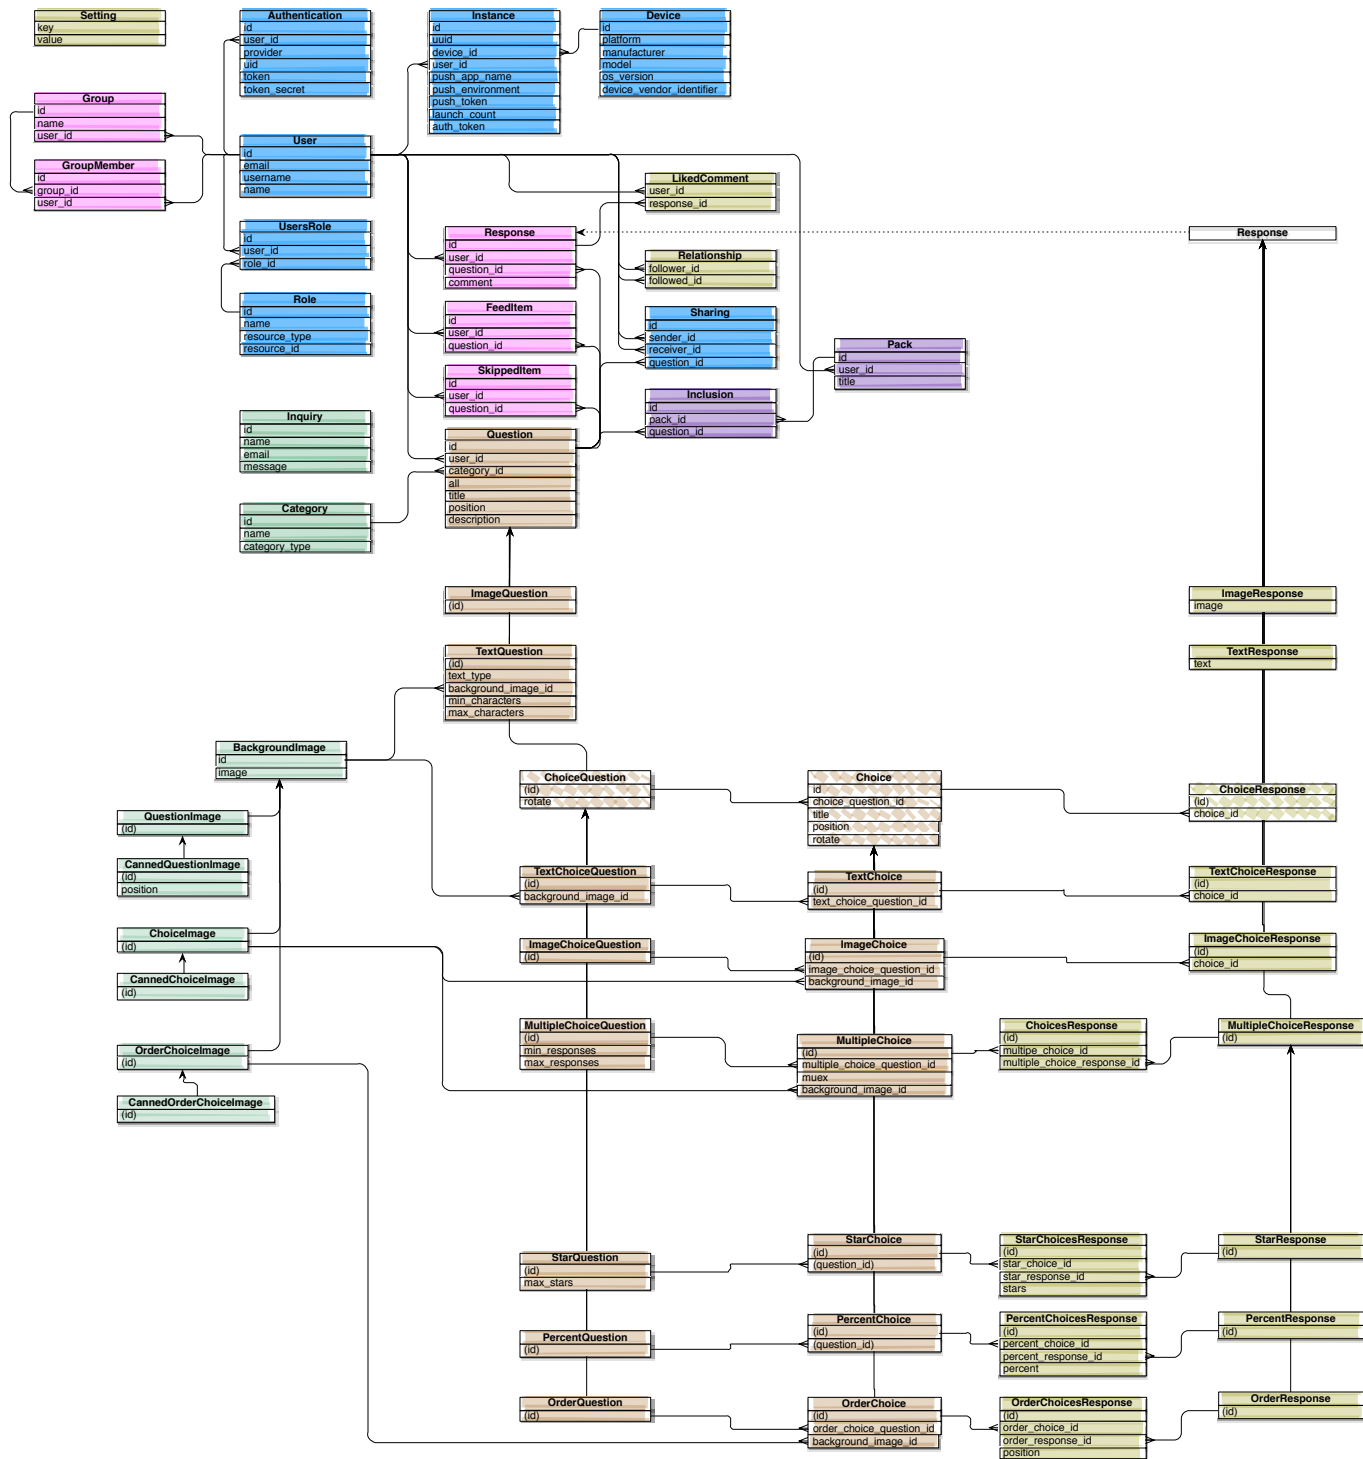 Setting
key
value
Authentication
id
user_id
provider
uid
token
token_secret
Instance
id
uuid
device_id
user_id
push_app_name
push_environment
push_token
launch_count
auth_token
Device
id
platform
manufacturer
model
os_version
device_vendor_identifier
Group
id
name
user_id
GroupMember
id
group_id
user_id
User
id
email
username
name
LikedComment
user_id
response_id
UsersRole
id
user_id
role_id
Response
id
user_id
question_id
comment
Response
Relationship
follower_id
followed_id
Role
id
name
resource_type
resource_id
FeedItem
id
user_id
question_id
Sharing
id
sender_id
receiver_id
question_id
Pack
id
user_id
title
SkippedItem
id
user_id
question_id
Inclusion
id
pack_id
question_id
Inquiry
id
name
email
message
Question
id
user_id
category_id
all
title
position
description
Category
id
name
category_type
ImageQuestion
(id)
ImageResponse
image
TextQuestion
(id)
text_type
background_image_id
min_characters
max_characters
TextResponse
text
BackgroundImage
id
image
ChoiceQuestion
(id)
rotate
Choice
id
choice_question_id
title
position
rotate
ChoiceResponse
(id)
choice_id
QuestionImage
(id)
CannedQuestionImage
(id)
position
TextChoiceQuestion
(id)
background_image_id
TextChoice
(id)
text_choice_question_id
TextChoiceResponse
(id)
choice_id
ChoiceImage
(id)
ImageChoiceQuestion
(id)
ImageChoice
(id)
image_choice_question_id
background_image_id
ImageChoiceResponse
(id)
choice_id
CannedChoiceImage
(id)
MultipleChoiceQuestion
(id)
min_responses
max_responses
MultipleChoice
(id)
multiple_choice_question_id
muex
background_image_id
ChoicesResponse
(id)
multipe_choice_id
multiple_choice_response_id
MultipleChoiceResponse
(id)
OrderChoiceImage
(id)
CannedOrderChoiceImage
(id)
StarQuestion
(id)
max_stars
StarChoice
(id)
(question_id)
StarChoicesResponse
(id)
star_choice_id
star_response_id
stars
StarResponse
(id)
PercentQuestion
(id)
PercentChoice
(id)
(question_id)
PercentChoicesResponse
(id)
percent_choice_id
percent_response_id
percent
PercentResponse
(id)
OrderQuestion
(id)
OrderChoice
(id)
order_choice_question_id
background_image_id
OrderChoicesResponse
(id)
order_choice_id
order_response_id
position
OrderResponse
(id)